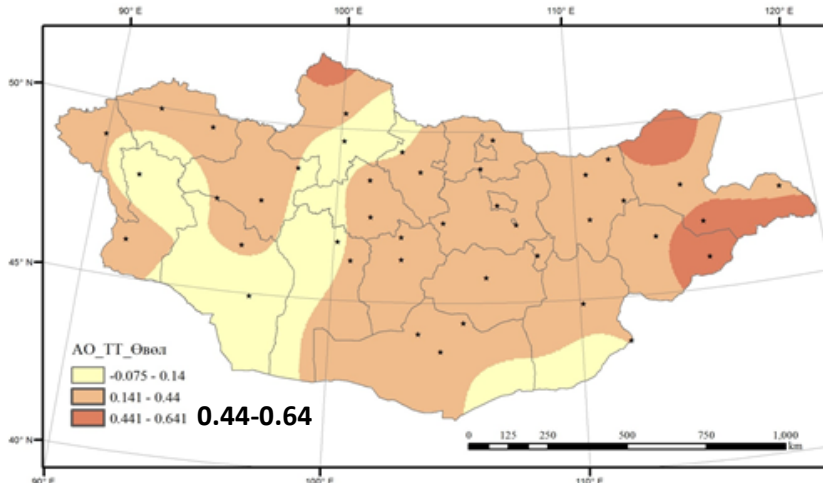 90° E 100° E 110° E 120° E
50° N
45° N
40° N
АО_ТТ_Өвөл
-0.075 - 0.14
0.141 - 0.44
0.441 - 0.641 0.44-0.64
0 125 250 500 750 1,000
km
90° E 100° E 110° E